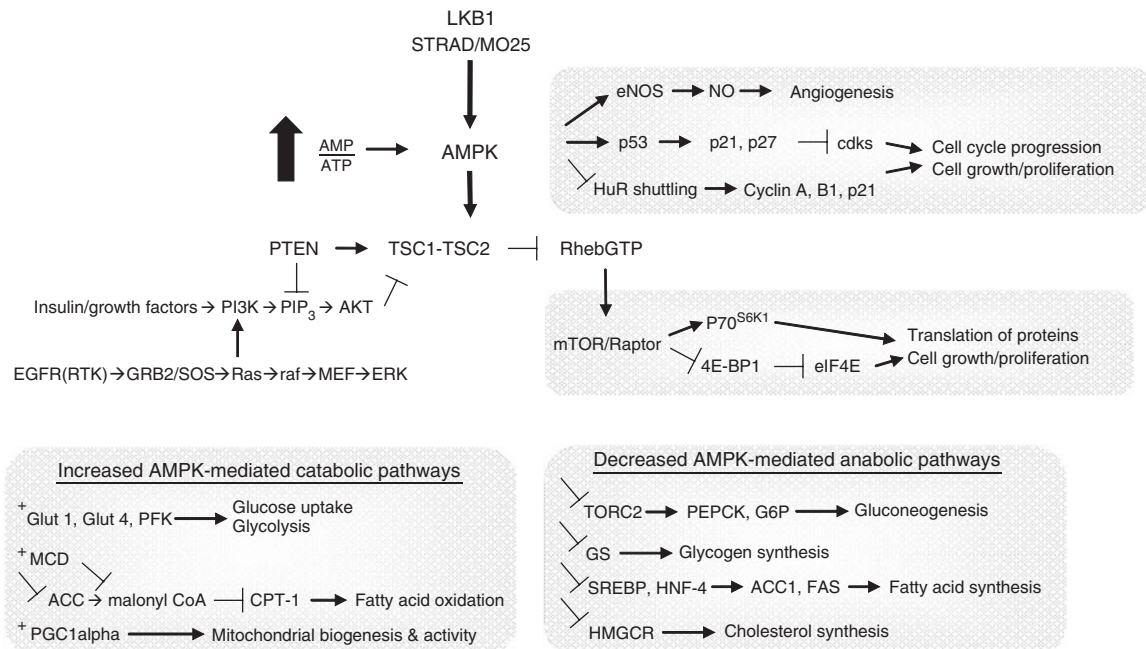 LKB1
STRAD/MO25
AMP
ATP
AMPK
eNOS → NO → Angiogenesis
p53 → p21, p27 ⊣ cdks
HuR shuttling → Cyclin A, B1, p21
Cell cycle progression
Cell growth/proliferation
PTEN → TSC1-TSC2 ⊣ RhebGTP
Insulin/growth factors → PI3K → PIP3 → AKT
EGFR(RTK)→GRB2/SOS→Ras→raf→MEF→ERK
mTOR/Raptor
P70S6K1
4E-BP1 ⊣ eIF4E
Translation of proteins
Cell growth/proliferation
Increased AMPK-mediated catabolic pathways
+Glut 1, Glut 4, PFK → Glucose uptake
Glycolysis
+MCD
ACC → malonyl CoA ⊣ CPT-1 → Fatty acid oxidation
+PGC1alpha → Mitochondrial biogenesis & activity
Decreased AMPK-mediated anabolic pathways
TORC2 → PEPCK, G6P → Gluconeogenesis
GS → Glycogen synthesis
SREBP, HNF-4 → ACC1, FAS → Fatty acid synthesis
HMGCR → Cholesterol synthesis